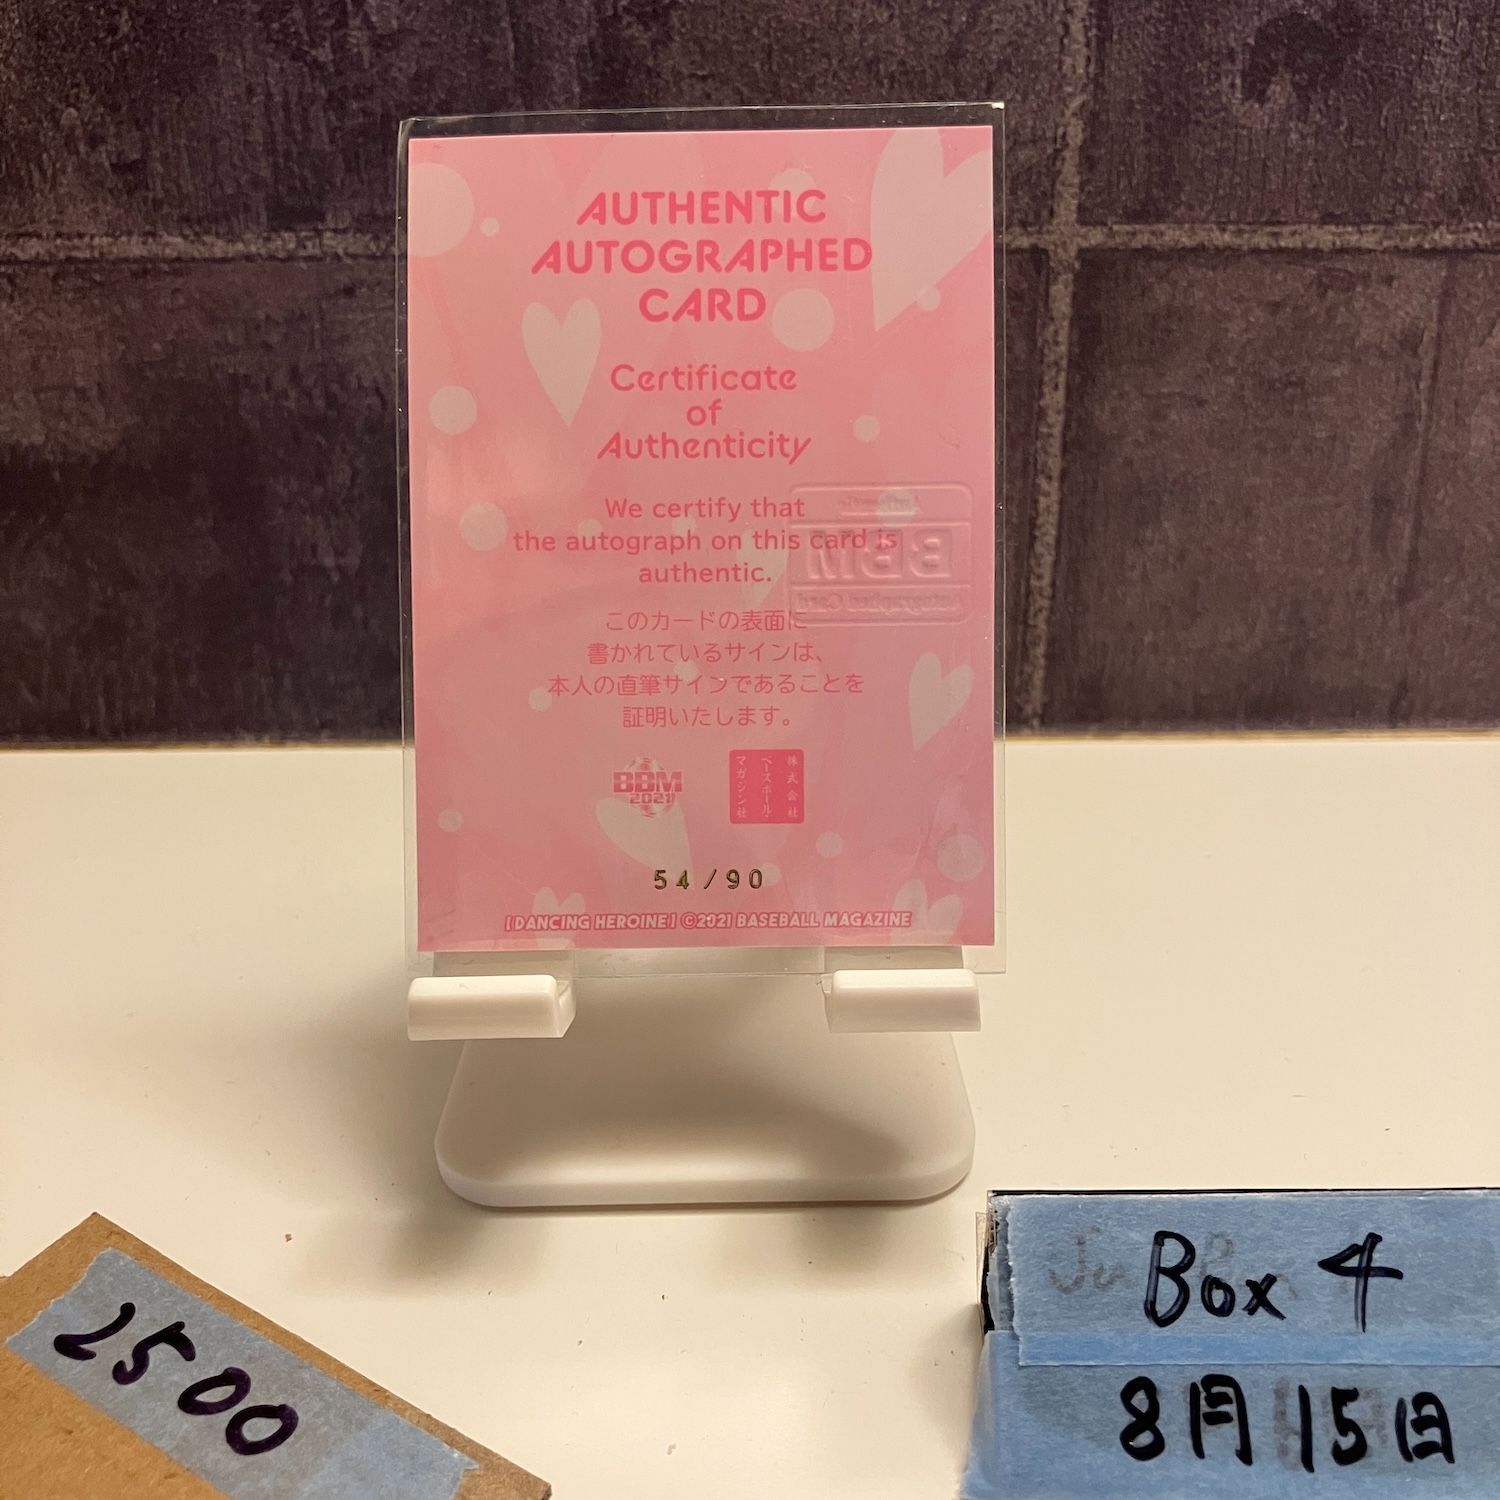 AUTHENTIC
AUTOGRAPHED
CARD
Certificate
of
Authenticity
We certify that
the autograph on this card is
authentic.
Authentic
BBM
Autographed Card
このカードの表面に
書かれているサインは、
本人の直筆サインであることを
証明いたします。
BBM
2021
株式会社
ベースボール・
マガジン社
54/90
[DANCING HEROINE] ©2021 BASEBALL MAGAZINE
2500
Box 4
8月15日